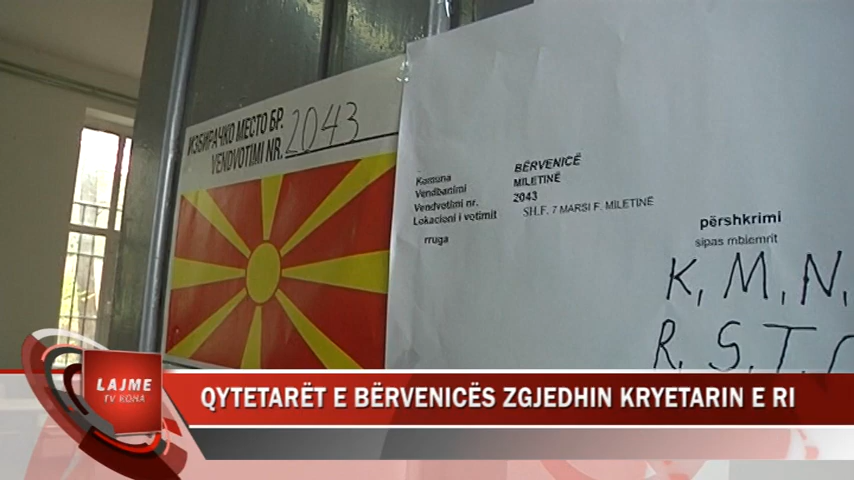 ИЗБИРАЧКО МЕСТО БР.
VENDVOTIMI NR. 2043
Komuna BËRVENICË
Vendbanimi MILETINË
Vendvotimi nr. 2043
Lokacioni i votimit SH.F. 7 MARSI F. MILETINË
rruga
përshkrimi
sipas mbiemrit
K, M, N,
R, S, T,
LAJME
TV KOHA
QYTETARËT E BËRVENICËS ZGJEDHIN KRYETARIN E RI